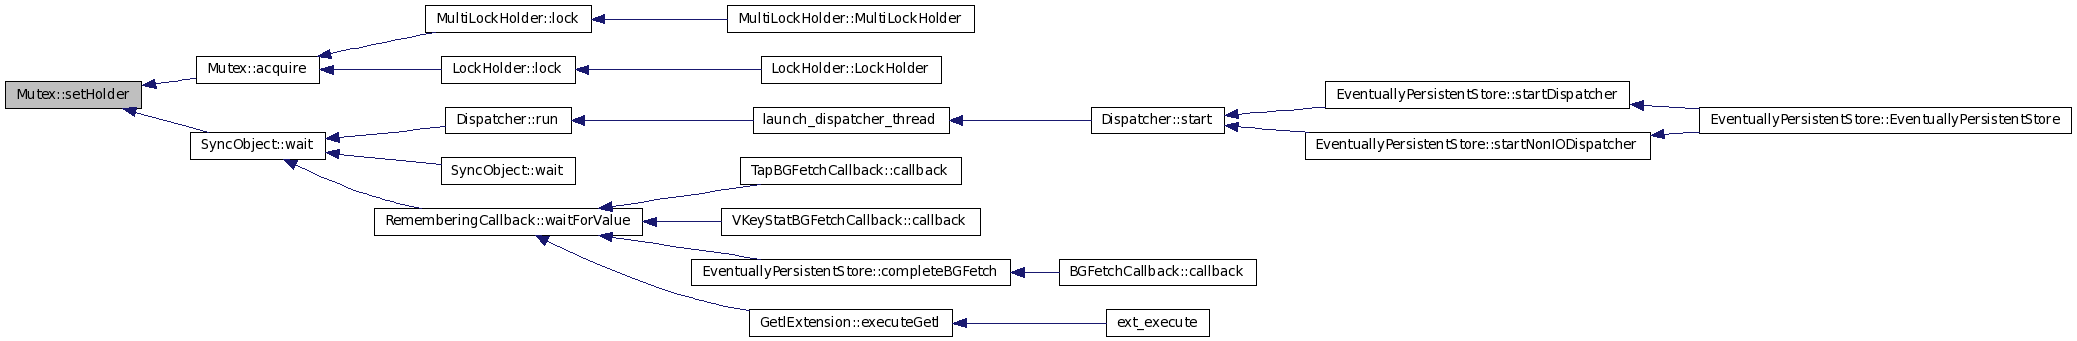 MultiLockHolder::lock
MultiLockHolder::MultiLockHolder
Mutex::acquire
LockHolder::lock
LockHolder::LockHolder
Mutex::setHolder
EventuallyPersistentStore::startDispatcher
Dispatcher::run
launch_dispatcher_thread
Dispatcher::start
EventuallyPersistentStore::EventuallyPersistentStore
SyncObject::wait
EventuallyPersistentStore::startNonIODispatcher
SyncObject::wait
TapBGFetchCallback::callback
RememberingCallback::waitForValue
VKeyStatBGFetchCallback::callback
EventuallyPersistentStore::completeBGFetch
BGFetchCallback::callback
GetlExtension::executeGetl
ext_execute